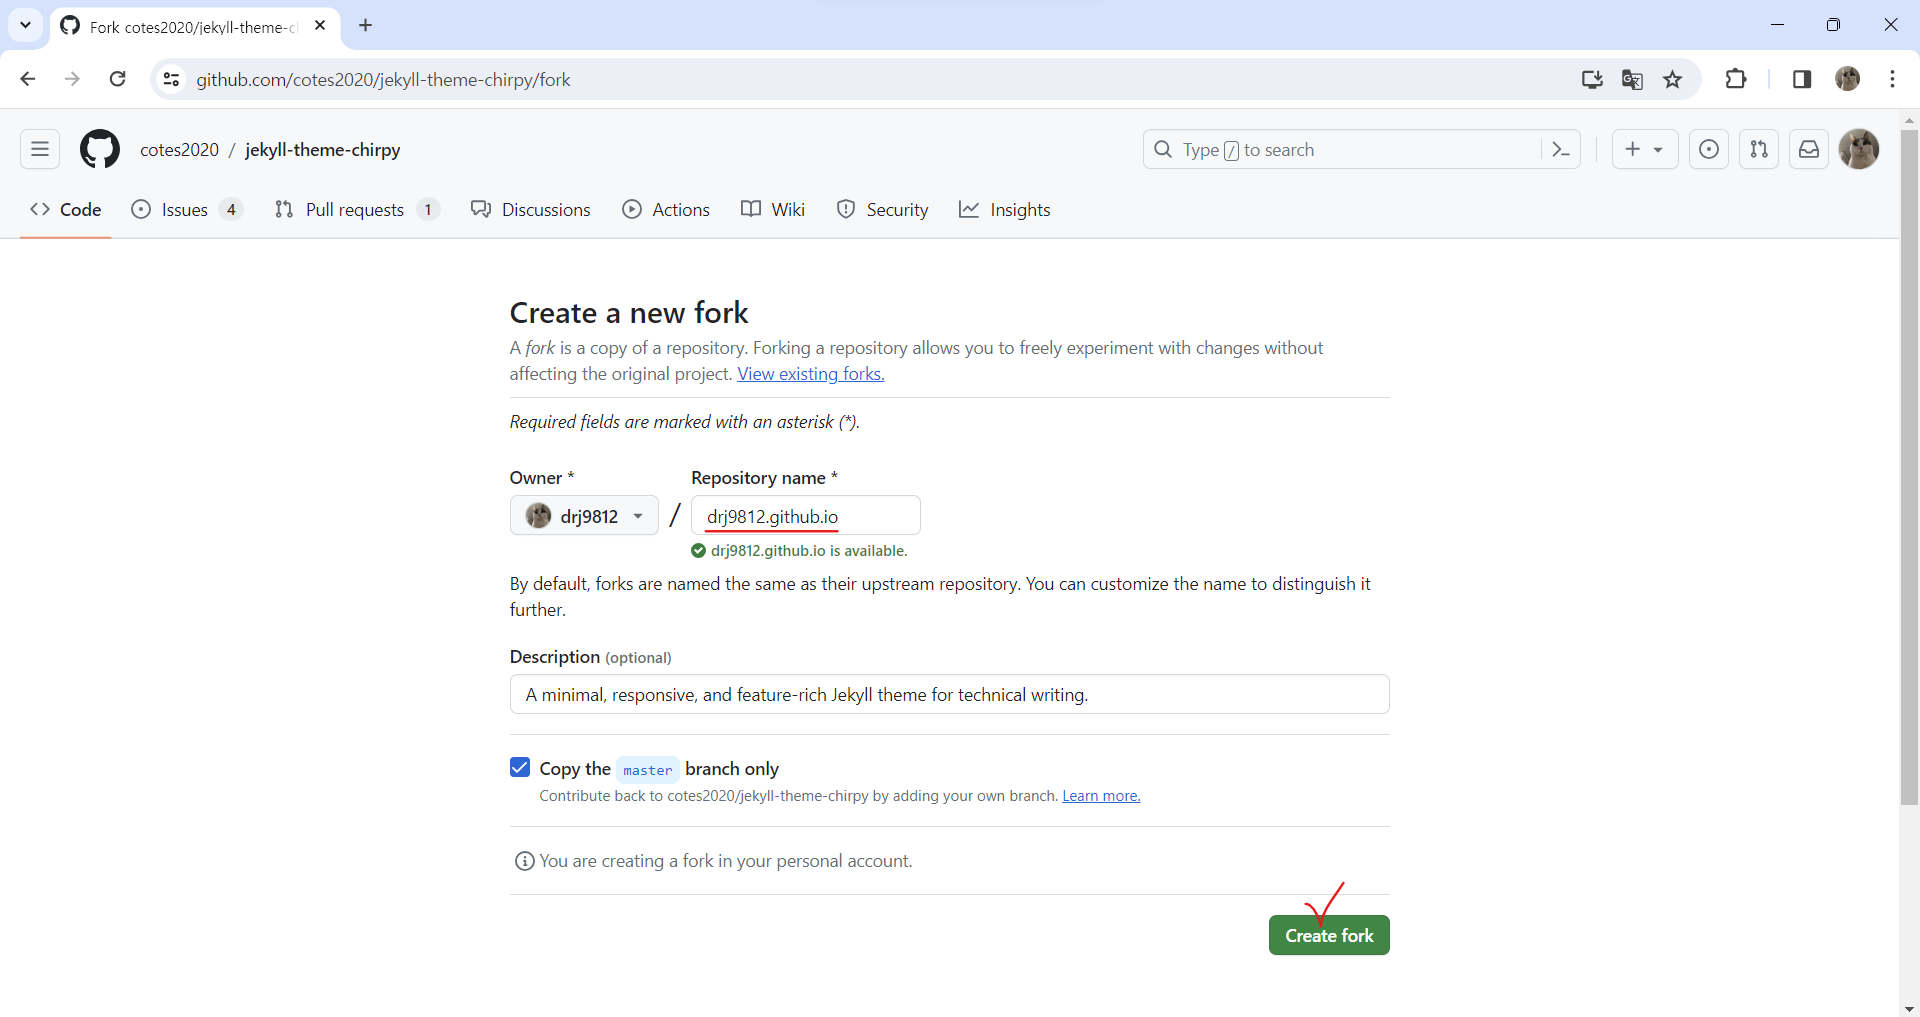 Fork cotes2020/jekyll-theme-c
github.com/cotes2020/jekyll-theme-chirpy/fork
cotes2020 / jekyll-theme-chirpy
Type / to search
Code
Issues 4
Pull requests 1
Discussions
Actions
Wiki
Security
Insights
Create a new fork
A fork is a copy of a repository. Forking a repository allows you to freely experiment with changes without
affecting the original project. View existing forks.
Required fields are marked with an asterisk (*).
Owner *
Repository name *
drj9812 / drj9812.github.io
drj9812.github.io is available.
By default, forks are named the same as their upstream repository. You can customize the name to distinguish it
further.
Description (optional)
A minimal, responsive, and feature-rich Jekyll theme for technical writing.
Copy the master branch only
Contribute back to cotes2020/jekyll-theme-chirpy by adding your own branch. Learn more.
You are creating a fork in your personal account.
Create fork